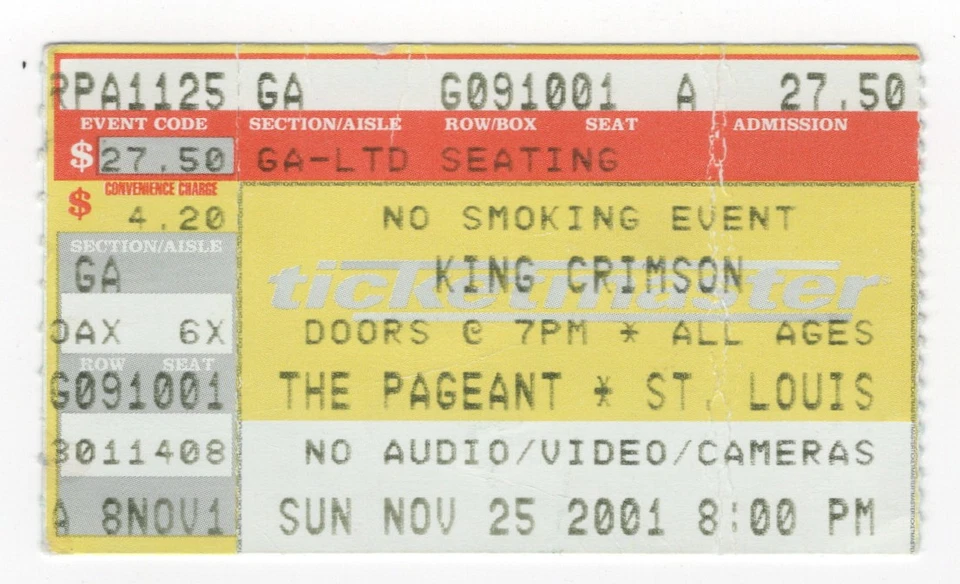 RPA1125 GA G091001 A 27.50
EVENT CODE SECTION/AISLE ROW/BOX SEAT ADMISSION
$ 27.50 GA-LTD SEATING
$ CONVENIENCE CHARGE
4.20 NO SMOKING EVENT
SECTION/AISLE
GA KING CRIMSON
ticketmaster
OAX 6X DOORS @ 7PM * ALL AGES
ROW SEAT
G091001 THE PAGEANT * ST. LOUIS
3011408 NO AUDIO/VIDEO/CAMERAS
A 8NOV1 SUN NOV 25 2001 8:00 PM